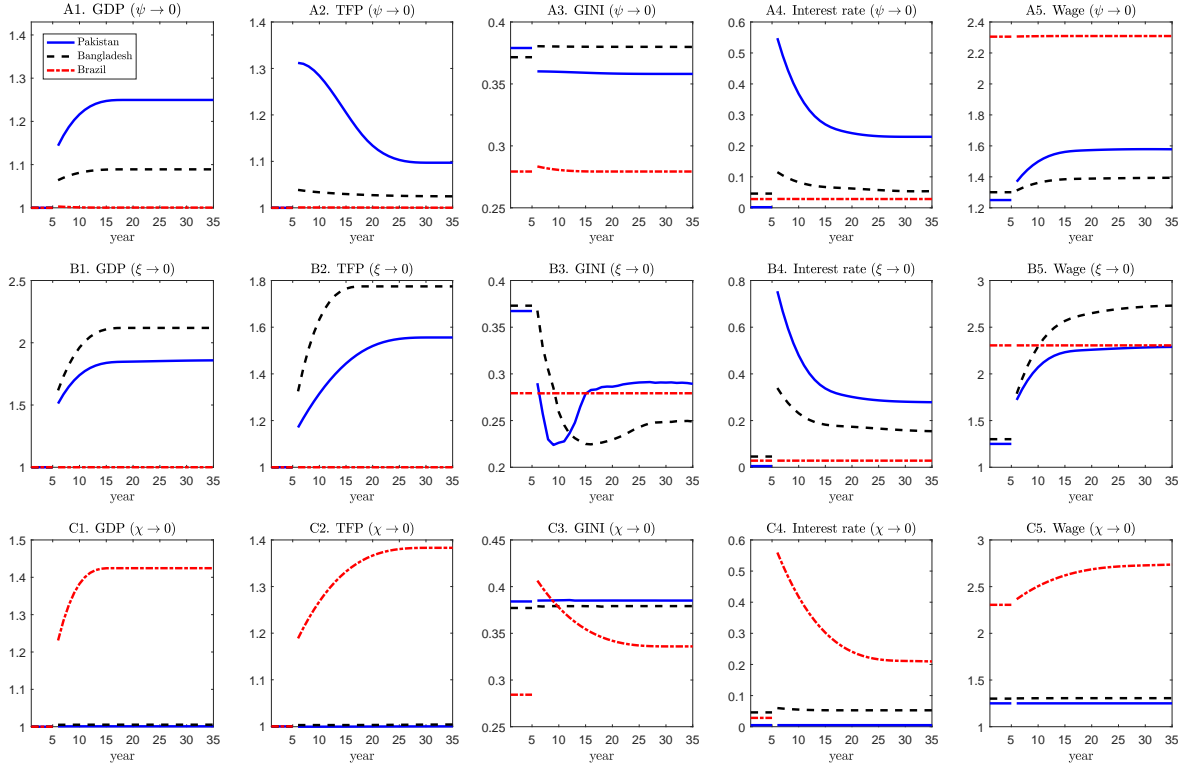 A1. GDP (ψ → 0)
A2. TFP (ψ → 0)
A3. GINI (ψ → 0)
A4. Interest rate (ψ → 0)
A5. Wage (ψ → 0)
Pakistan
Bangladesh
Brazil
1.4
1.3
1.2
1.1
1
5 10 15 20 25 30 35
year
1.4
1.3
1.2
1.1
1
5 10 15 20 25 30 35
year
0.4
0.35
0.3
0.25
5 10 15 20 25 30 35
year
0.6
0.5
0.4
0.3
0.2
0.1
0
5 10 15 20 25 30 35
year
2.4
2.2
2
1.8
1.6
1.4
1.2
5 10 15 20 25 30 35
year
B1. GDP (ξ → 0)
B2. TFP (ξ → 0)
B3. GINI (ξ → 0)
B4. Interest rate (ξ → 0)
B5. Wage (ξ → 0)
2.5
2
1.5
1
5 10 15 20 25 30 35
year
1.8
1.6
1.4
1.2
1
5 10 15 20 25 30 35
year
0.4
0.35
0.3
0.25
0.2
5 10 15 20 25 30 35
year
0.8
0.6
0.4
0.2
0
5 10 15 20 25 30 35
year
3
2.5
2
1.5
1
5 10 15 20 25 30 35
year
C1. GDP (χ → 0)
C2. TFP (χ → 0)
C3. GINI (χ → 0)
C4. Interest rate (χ → 0)
C5. Wage (χ → 0)
1.5
1.4
1.3
1.2
1.1
1
5 10 15 20 25 30 35
year
1.4
1.3
1.2
1.1
1
5 10 15 20 25 30 35
year
0.45
0.4
0.35
0.3
0.25
5 10 15 20 25 30 35
year
0.6
0.5
0.4
0.3
0.2
0.1
0
5 10 15 20 25 30 35
year
3
2.5
2
1.5
1
5 10 15 20 25 30 35
year